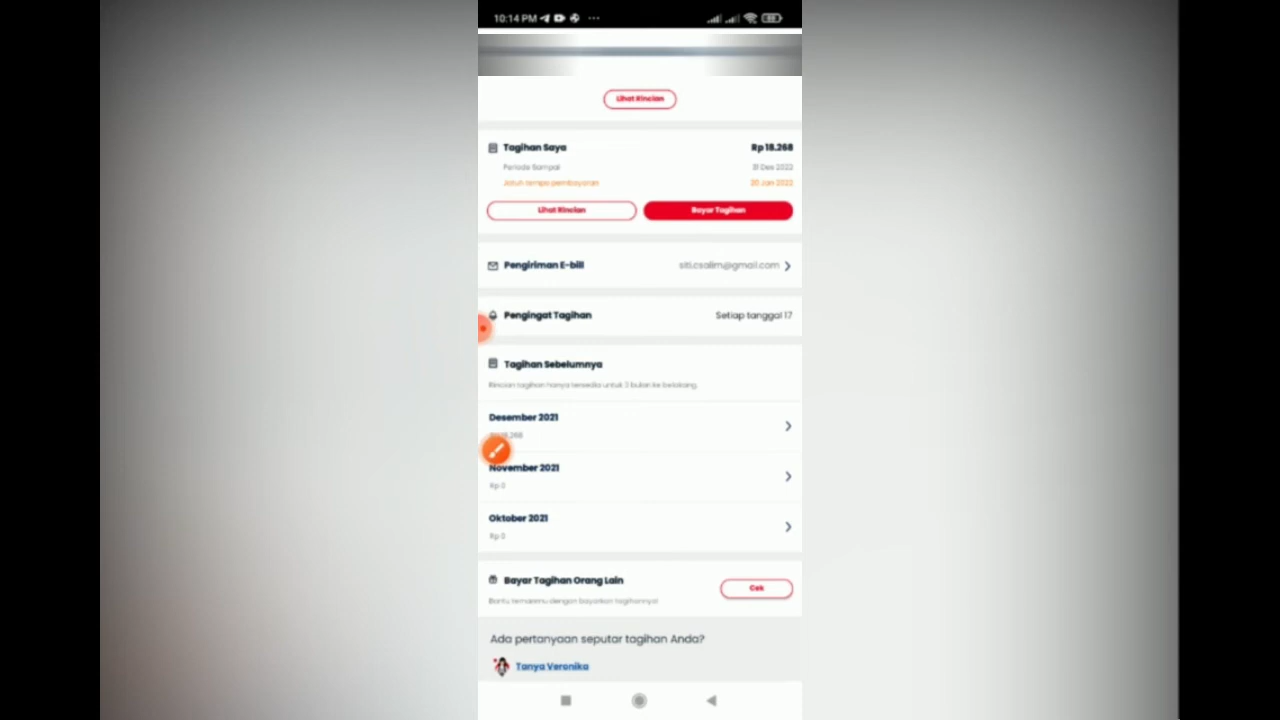 10:14 PM
Lihat Rincian
Tagihan Saya Rp 18.268
Periode Sampai 31 Des 2022
Jatuh tempo pembayaran 20 Jan 2022
Lihat Rincian Bayar Tagihan
Pengiriman E-bill siti.csalim@gmail.com
Pengingat Tagihan Setiap tanggal 17
Tagihan Sebelumnya
Rincian tagihan hanya tersedia untuk 3 bulan ke belakang.
Desember 2021
18.268
November 2021
Rp 0
Oktober 2021
Rp 0
Bayar Tagihan Orang Lain Cek
Bantu temanmu dengan bayarkan tagihannya!
Ada pertanyaan seputar tagihan Anda?
Tanya Veronika